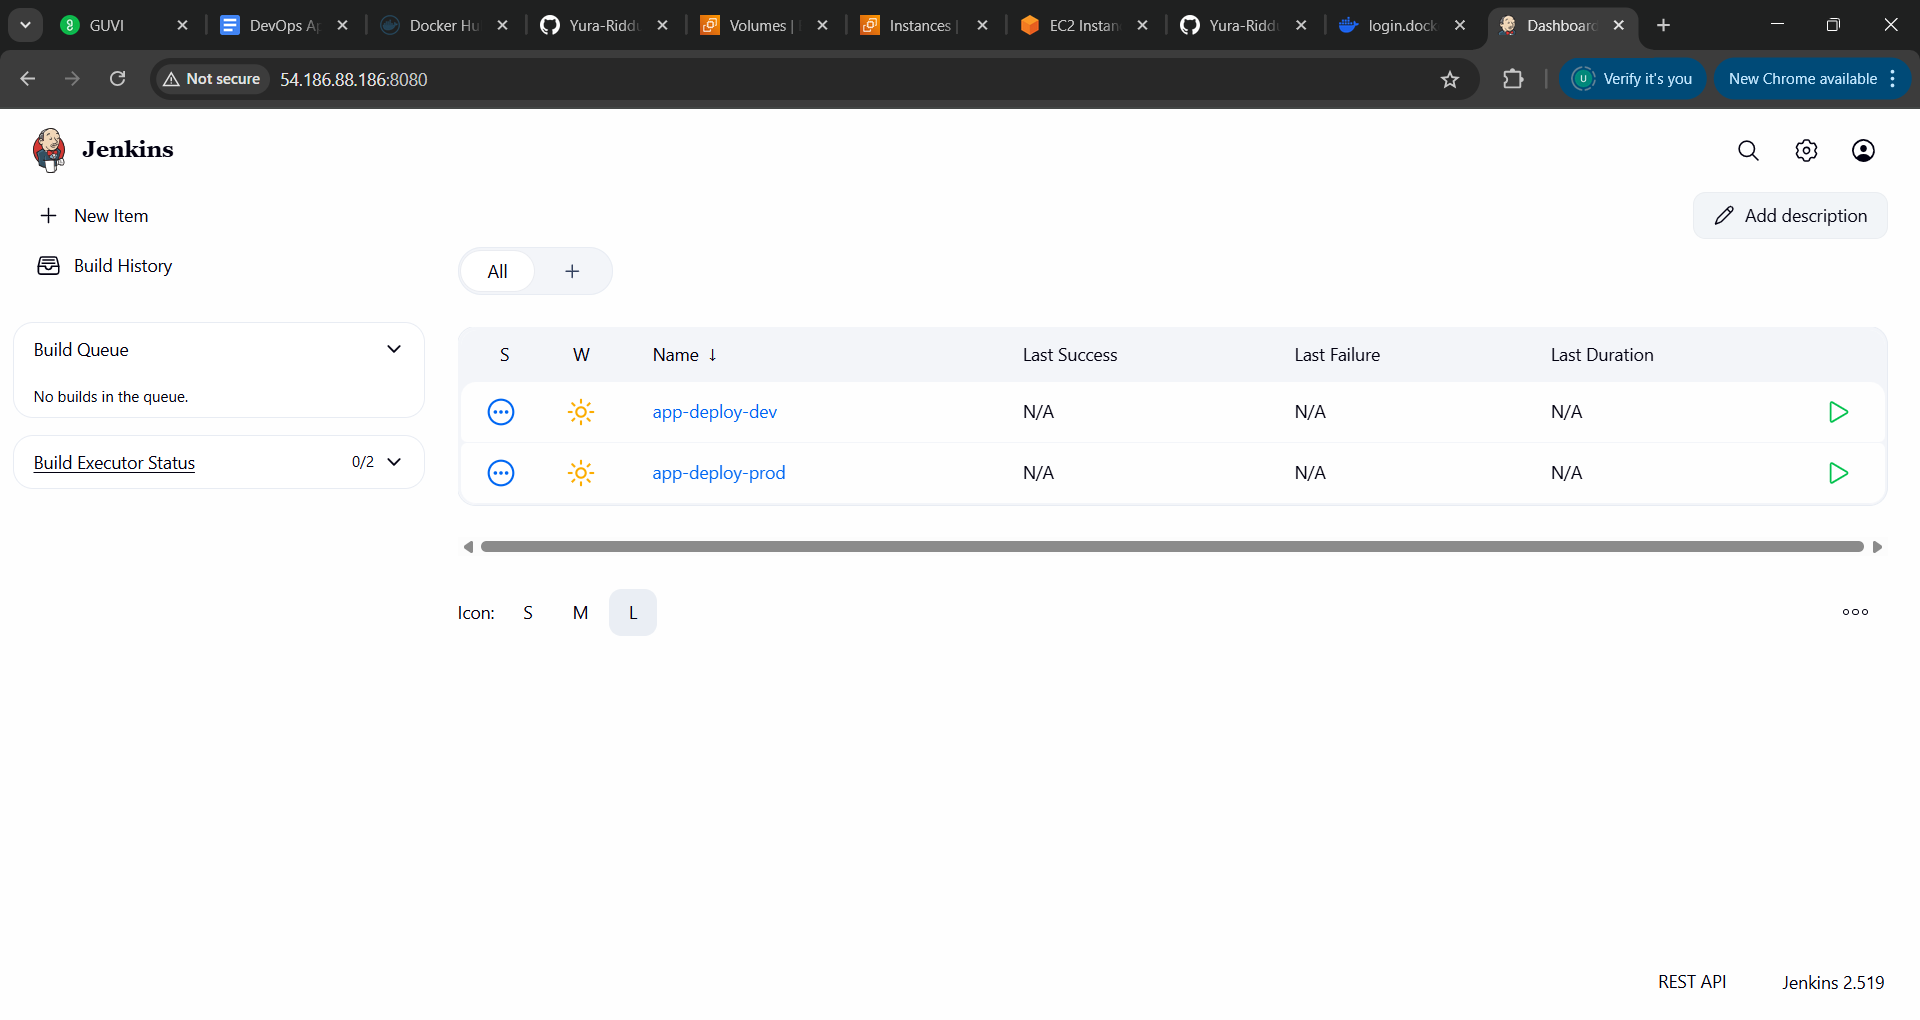 GUVI
DevOps Ap
Docker Hu
Yura-Riddu
Volumes |
Instances |
EC2 Instan
Yura-Riddu
login.dock
Dashboard
Not secure
54.186.88.186:8080
U
Verify it's you
New Chrome available
Jenkins
New Item
Add description
Build History
All
Build Queue
No builds in the queue.
Build Executor Status
0/2
S W Name ↓ Last Success Last Failure Last Duration
app-deploy-dev N/A N/A N/A
app-deploy-prod N/A N/A N/A
Icon: S M L
REST API
Jenkins 2.519